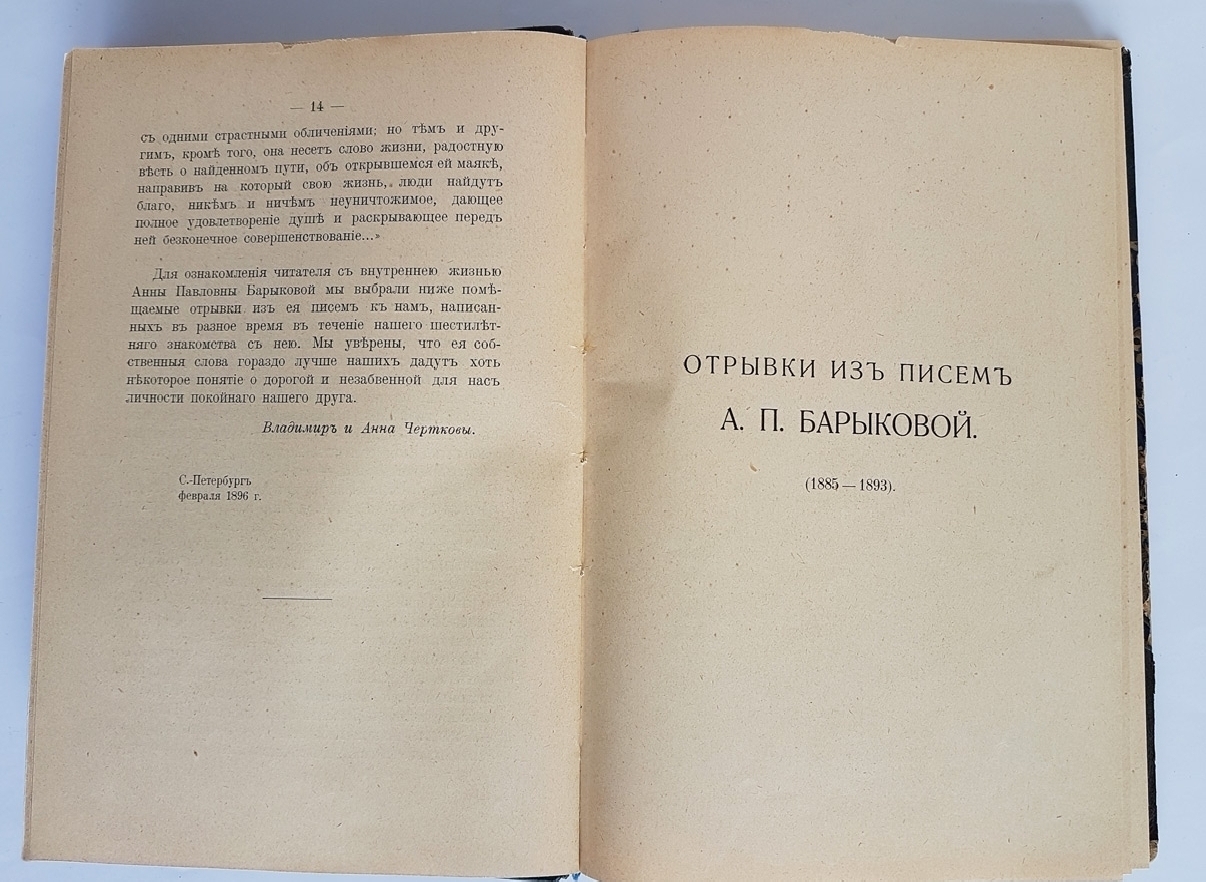 — 14 —
съ одними страстными обличеніями; но тѣмъ и дру-
гимъ, кромѣ того, она несетъ слово жизни, радостную
вѣсть о найденномъ пути, объ открывшемся ей маякѣ,
направивъ на который свою жизнь, люди найдутъ
благо, никѣмъ и ничѣмъ неуничтожимое, дающее
полное удовлетвореніе душѣ и раскрывающее передъ
ней безконечное совершенствованіе...»
Для ознакомленія читателя съ внутреннею жизнью
Анны Павловны Барыковой мы выбрали ниже помѣ-
щаемые отрывки изъ ея писемъ къ намъ, написан-
ныхъ въ разное время въ теченіе нашего шестилѣт-
няго знакомства съ нею. Мы увѣрены, что ея соб-
ственныя слова гораздо лучше нашихъ дадутъ хоть
нѣкоторое понятіе о дорогой и незабвенной для насъ
личности покойнаго нашего друга.
Владимиръ и Анна Чертковы.
С.-Петербургъ
февраля 1896 г.
ОТРЫВКИ ИЗЪ ПИСЕМЪ
А. П. БАРЫКОВОЙ.
(1885 — 1893).